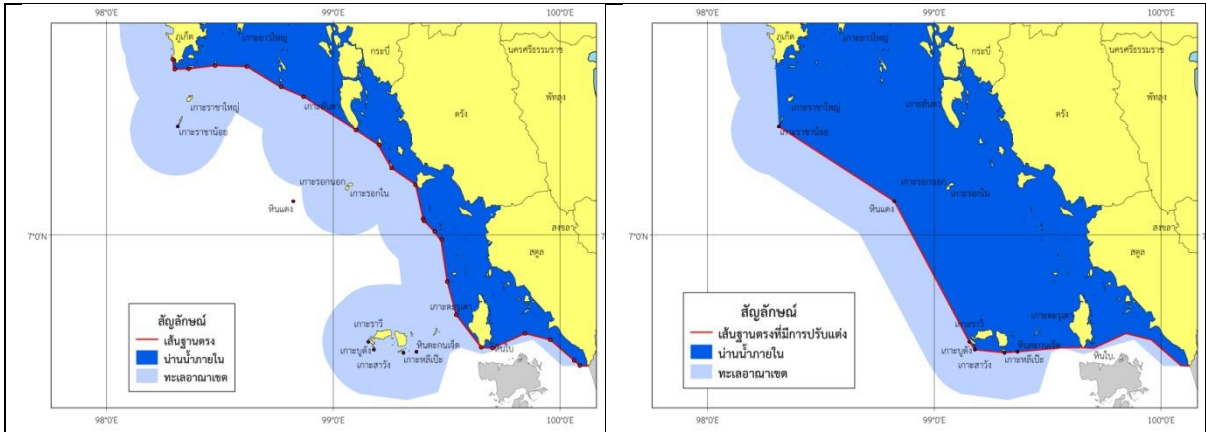 98°0'E 99°0'E 100°0'E
ภูเก็ต
เกาะยาวใหญ่
กระบี่
นครศรีธรรมราช
ตรัง
พัทลุง
เกาะราชาใหญ่
เกาะลันตา
เกาะราชาน้อย
เกาะรอกนอก
เกาะรอกใน
หินแดง
สงขลา
7°0'N
สตูล
สัญลักษณ์
เส้นฐานตรง
น่านน้ำภายใน
ทะเลอาณาเขต
เกาะตะรุเตา
เกาะราวี
หินตะกนเจ็ด
หินใบ
เกาะบูตัง
เกาะหลีเป๊ะ
เกาะสาวัง
98°0'E 99°0'E 100°0'E
98°0'E 99°0'E 100°0'E
ภูเก็ต
เกาะยาวใหญ่
กระบี่
นครศรีธรรมราช
ตรัง
พัทลุง
เกาะราชาใหญ่
เกาะลันตา
เกาะราชาน้อย
เกาะรอกนอก
เกาะรอกใน
หินแดง
สงขลา
7°0'N
สตูล
สัญลักษณ์
เส้นฐานตรงที่มีการปรับแต่ง
น่านน้ำภายใน
ทะเลอาณาเขต
เกาะตะรุเตา
เกาะราวี
หินตะกนเจ็ด
หินใบ
เกาะบูตัง
เกาะหลีเป๊ะ
เกาะสาวัง
98°0'E 99°0'E 100°0'E